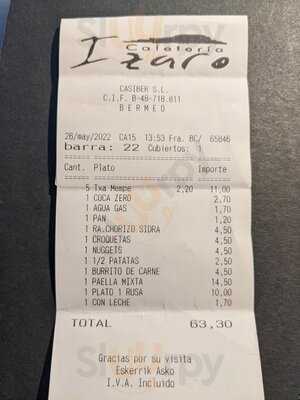 Cafetería
Izaro
CASIBER S.L.
C.I.F. B-48-718.811
BERMEO
26/may/2022 CA15 13:53 Fra. BC/ 65846
barra: 22 Cubiertos: 1
Cant. Plato Importe
5 Txa Mompe 2,20 11,00
1 COCA ZERO 2,70
1 AGUA GAS 1,70
1 PAN 1,20
1 RA.CHORIZO SIDRA 4,50
1 CROQUETAS 4,50
1 NUGGETS 4,50
1 1/2 PATATAS 2,50
1 BURRITO DE CARNE 4,50
1 PAELLA MIXTA 14,50
1 PLATO 1 RUSA 10,00
1 CON LECHE 1,70
TOTAL 63,30
Gracias por su visita
Eskerrik Asko
I.V.A. Incluido